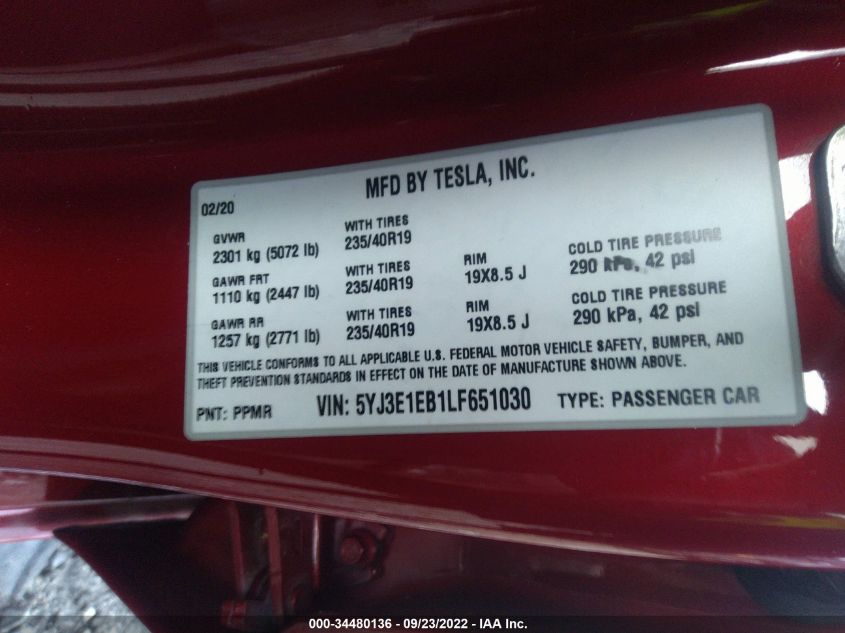 MFD BY TESLA, INC.
02/20
GVWR
2301 kg (5072 lb)
WITH TIRES
235/40R19
GAWR FRT
1110 kg (2447 lb)
WITH TIRES
235/40R19
RIM
19X8.5 J
COLD TIRE PRESSURE
290 kPa, 42 psi
GAWR RR
1257 kg (2771 lb)
WITH TIRES
235/40R19
RIM
19X8.5 J
COLD TIRE PRESSURE
290 kPa, 42 psi
THIS VEHICLE CONFORMS TO ALL APPLICABLE U.S. FEDERAL MOTOR VEHICLE SAFETY, BUMPER, AND
THEFT PREVENTION STANDARDS IN EFFECT ON THE DATE OF MANUFACTURE SHOWN ABOVE.
PNT: PPMR VIN: 5YJ3E1EB1LF651030 TYPE: PASSENGER CAR
000-34480136 - 09/23/2022 - IAA Inc.